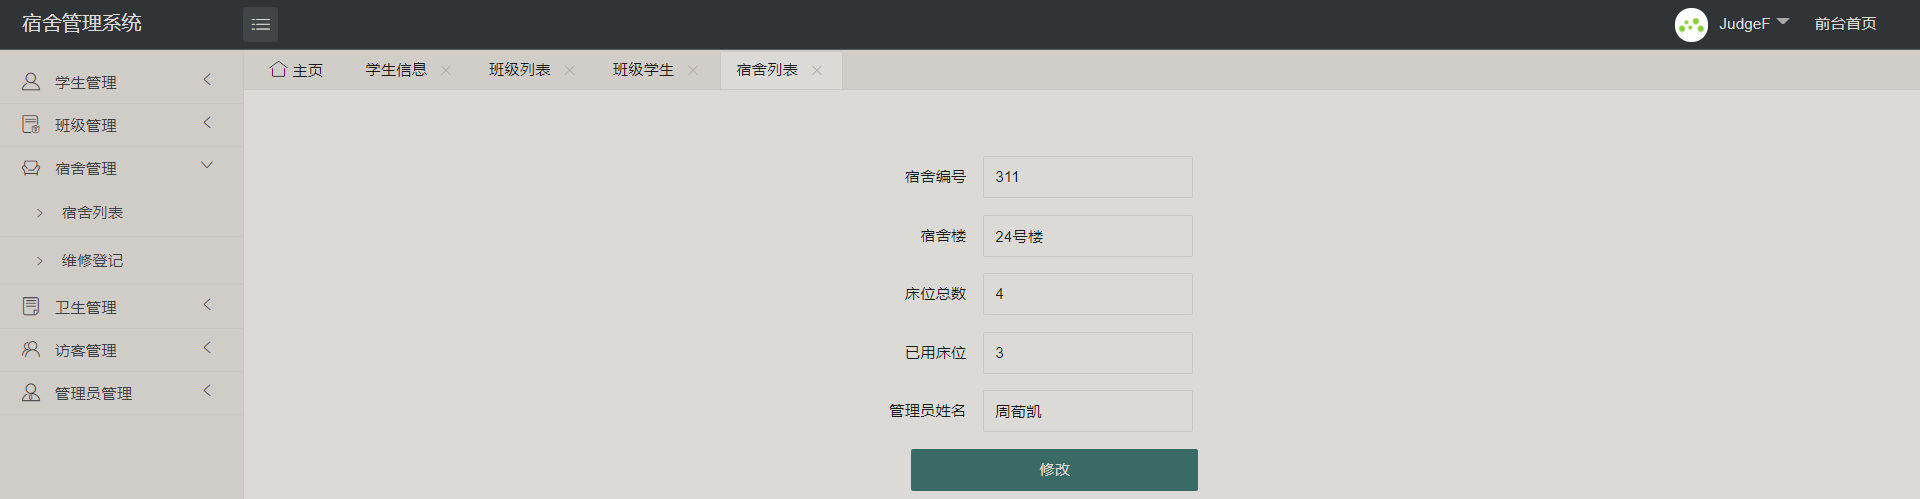 宿舍管理系统
JudgeF
前台首页
主页
学生信息
班级列表
班级学生
宿舍列表
学生管理
班级管理
宿舍管理
宿舍列表
维修登记
卫生管理
访客管理
管理员管理
宿舍编号 311
宿舍楼 24号楼
床位总数 4
已用床位 3
管理员姓名 周荀凯
修改